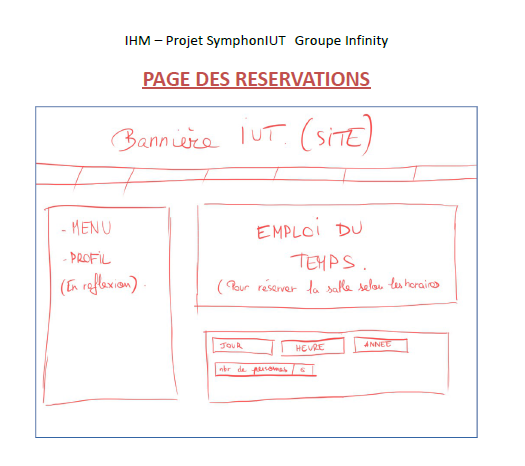 IHM – Projet SymphonIUT Groupe Infinity
PAGE DES RESERVATIONS
Bannière IUT. (SITE)
- MENU
- PROFIL
(En reflexion).
EMPLOI DU
TEMPS.
(Pour réserver la salle selon les horaires
JOUR
HEURE
ANNEE
nbr de personnes 5